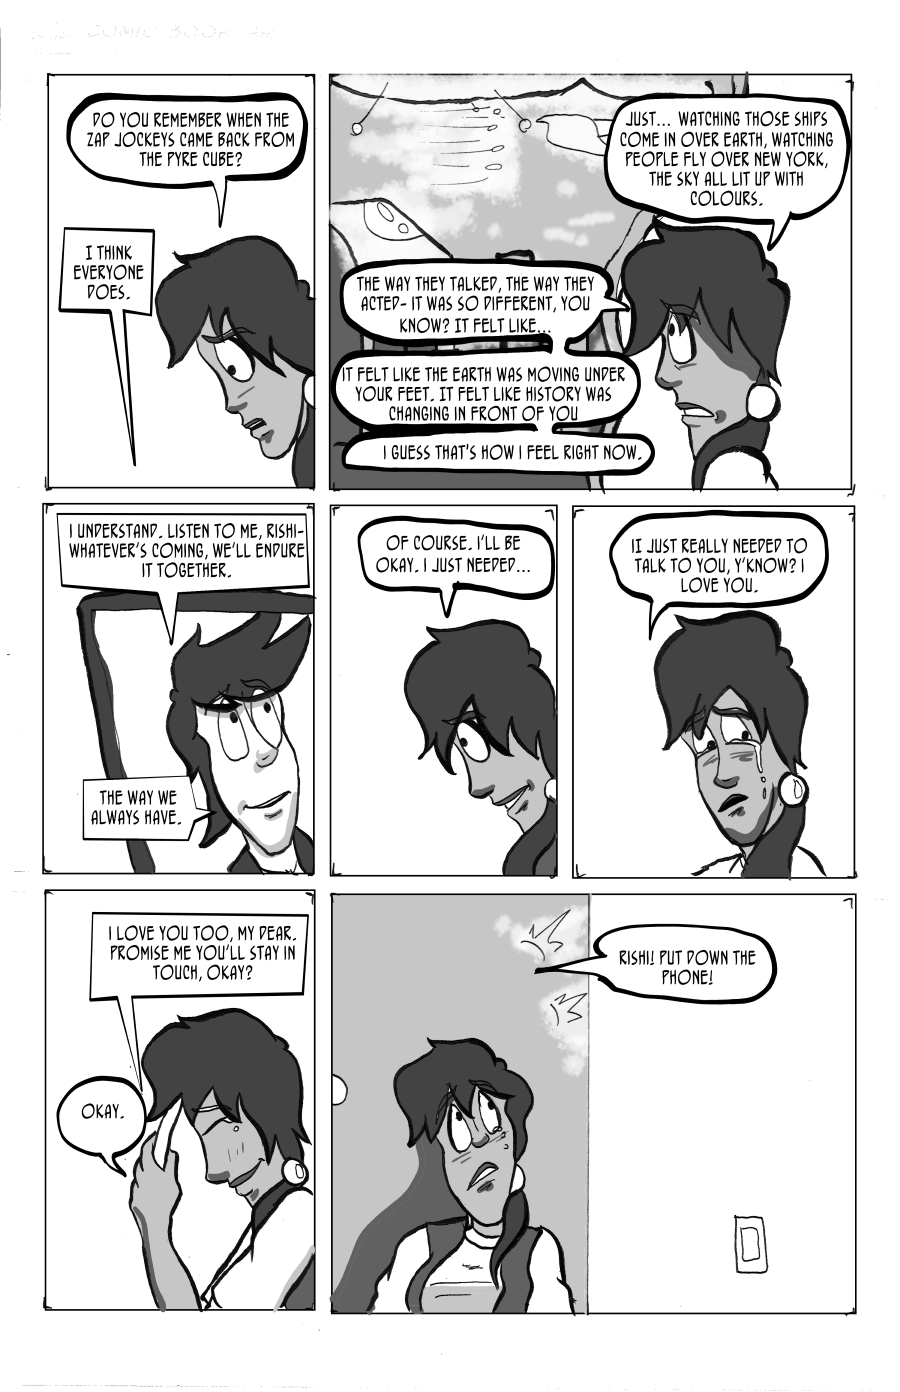 DO YOU REMEMBER WHEN THE
ZAP JOCKEYS CAME BACK FROM
THE PYRE CUBE?
I THINK
EVERYONE
DOES.
JUST... WATCHING THOSE SHIPS
COME IN OVER EARTH, WATCHING
PEOPLE FLY OVER NEW YORK,
THE SKY ALL LIT UP WITH
COLOURS.
THE WAY THEY TALKED, THE WAY THEY
ACTED- IT WAS SO DIFFERENT, YOU
KNOW? IT FELT LIKE...
IT FELT LIKE THE EARTH WAS MOVING UNDER
YOUR FEET. IT FELT LIKE HISTORY WAS
CHANGING IN FRONT OF YOU
I GUESS THAT'S HOW I FEEL RIGHT NOW.
I UNDERSTAND. LISTEN TO ME, RISHI-
WHATEVER'S COMING, WE'LL ENDURE
IT TOGETHER.
THE WAY WE
ALWAYS HAVE.
OF COURSE. I'LL BE
OKAY. I JUST NEEDED...
II JUST REALLY NEEDED TO
TALK TO YOU, Y'KNOW? I
LOVE YOU.
I LOVE YOU TOO, MY DEAR.
PROMISE ME YOU'LL STAY IN
TOUCH, OKAY?
OKAY.
RISHI! PUT DOWN THE
PHONE!